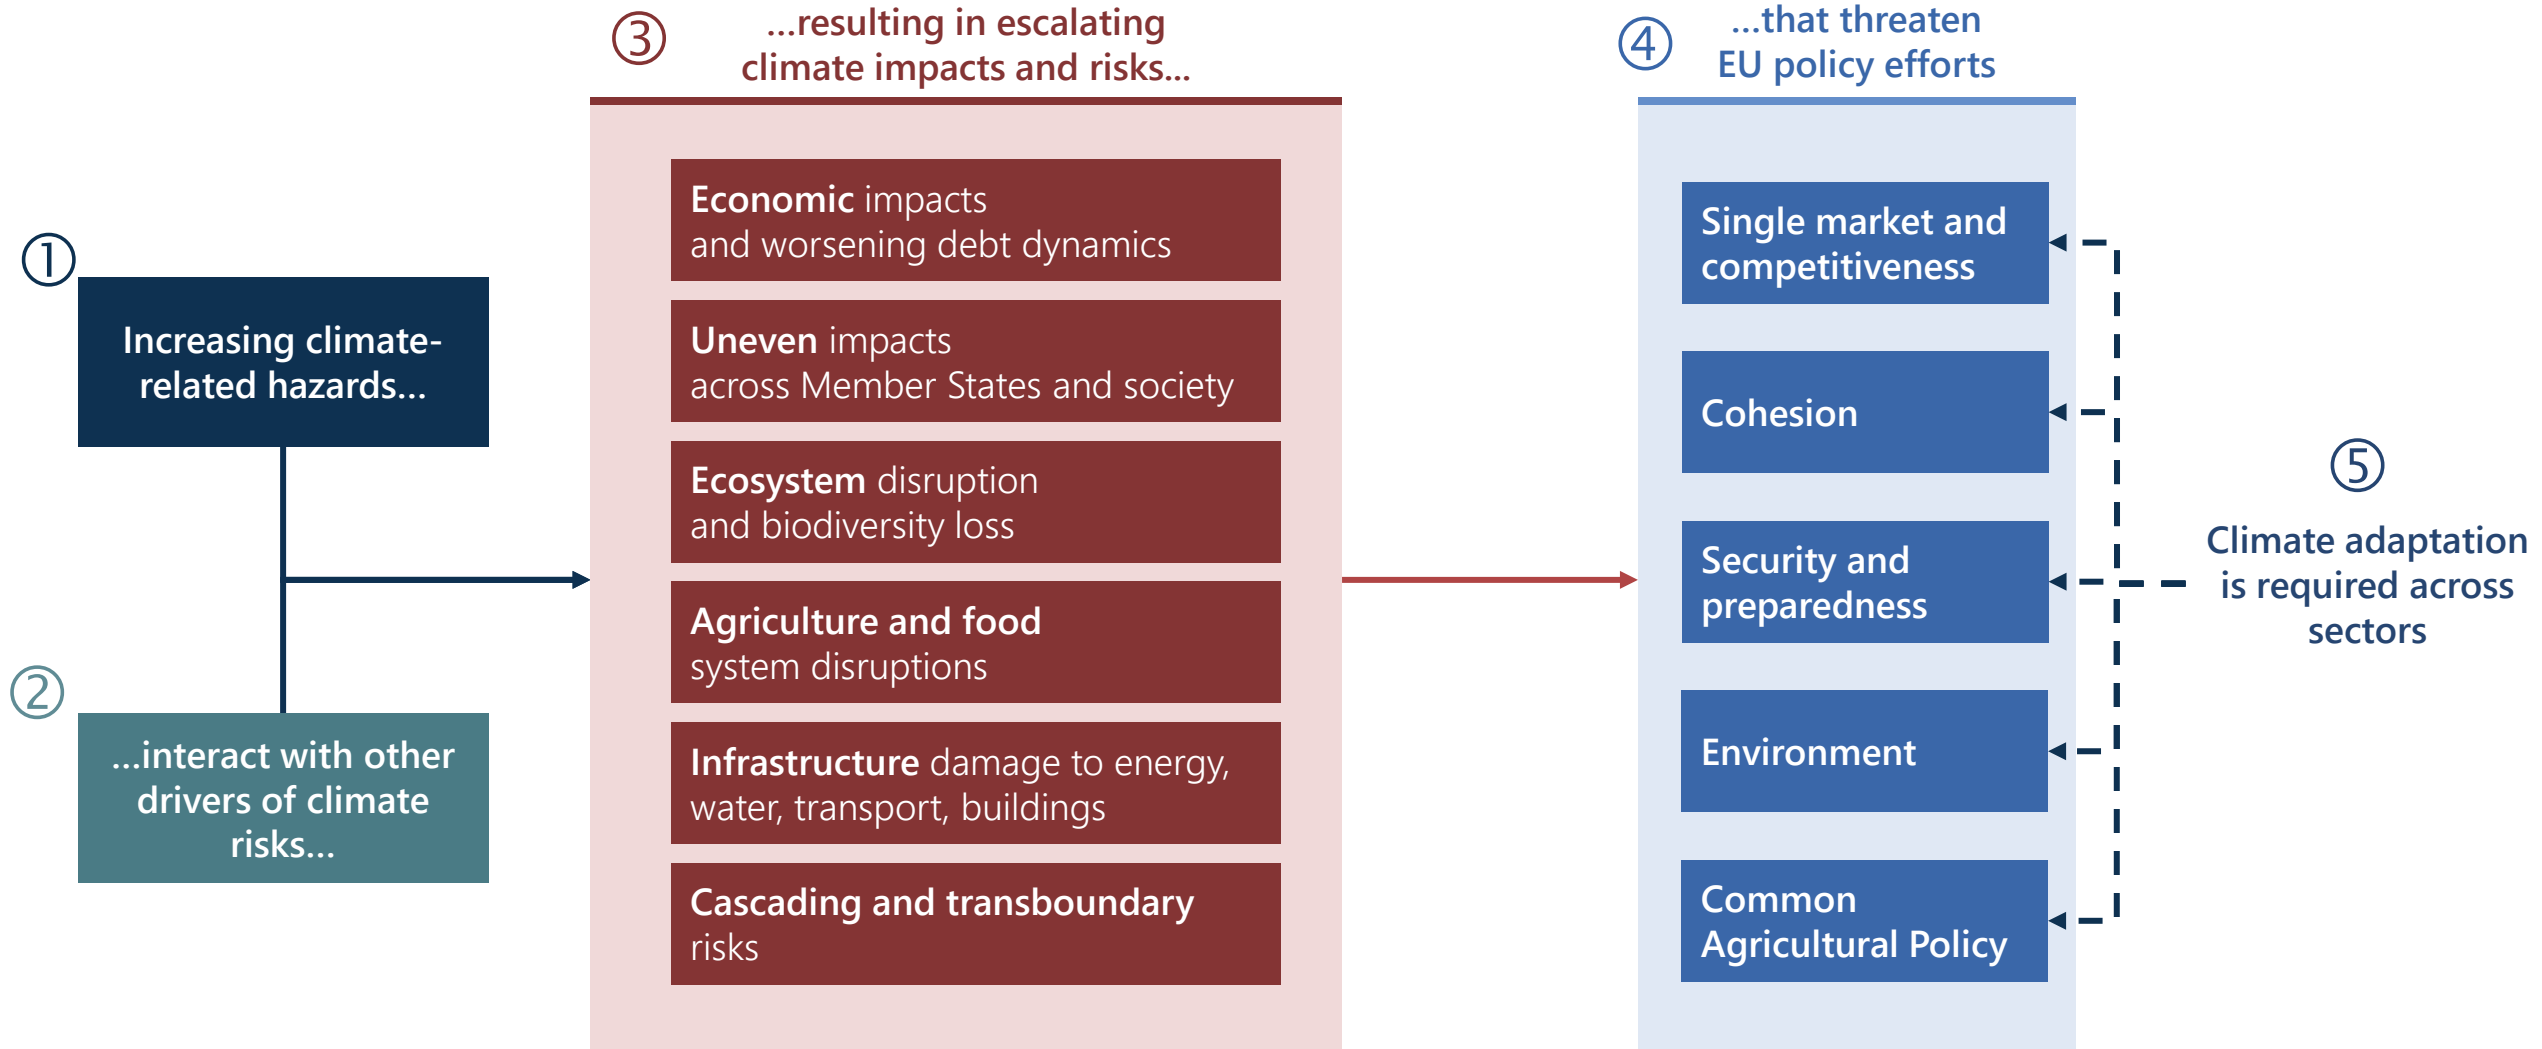 ①
Increasing climate-
related hazards...
②
...interact with other
drivers of climate
risks...
③
...resulting in escalating
climate impacts and risks...
Economic impacts
and worsening debt dynamics
Uneven impacts
across Member States and society
Ecosystem disruption
and biodiversity loss
Agriculture and food
system disruptions
Infrastructure damage to energy,
water, transport, buildings
Cascading and transboundary
risks
④
...that threaten
EU policy efforts
Single market and
competitiveness
Cohesion
Security and
preparedness
Environment
Common
Agricultural Policy
⑤
Climate adaptation
is required across
sectors